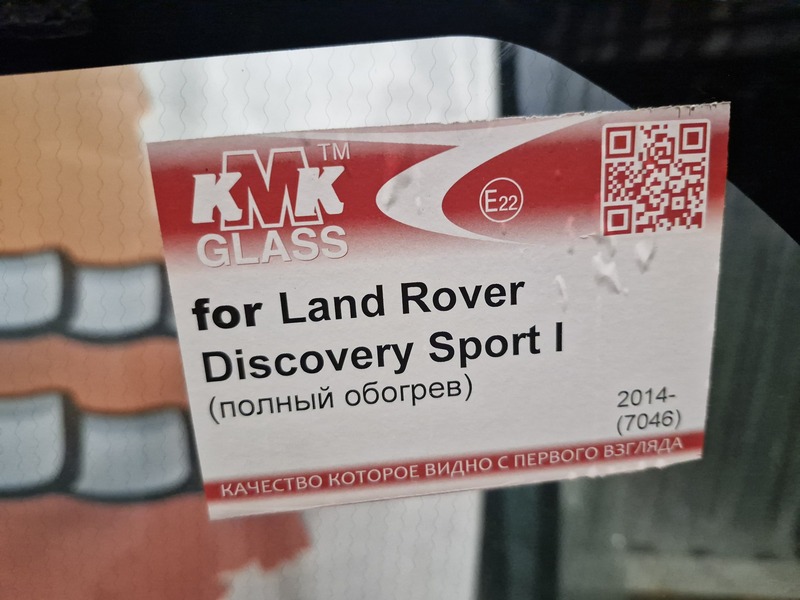 KMK™
GLASS
E22
for Land Rover
Discovery Sport I
(полный обогрев)
2014-
(7046)
КАЧЕСТВО КОТОРОЕ ВИДНО С ПЕРВОГО ВЗГЛЯДА